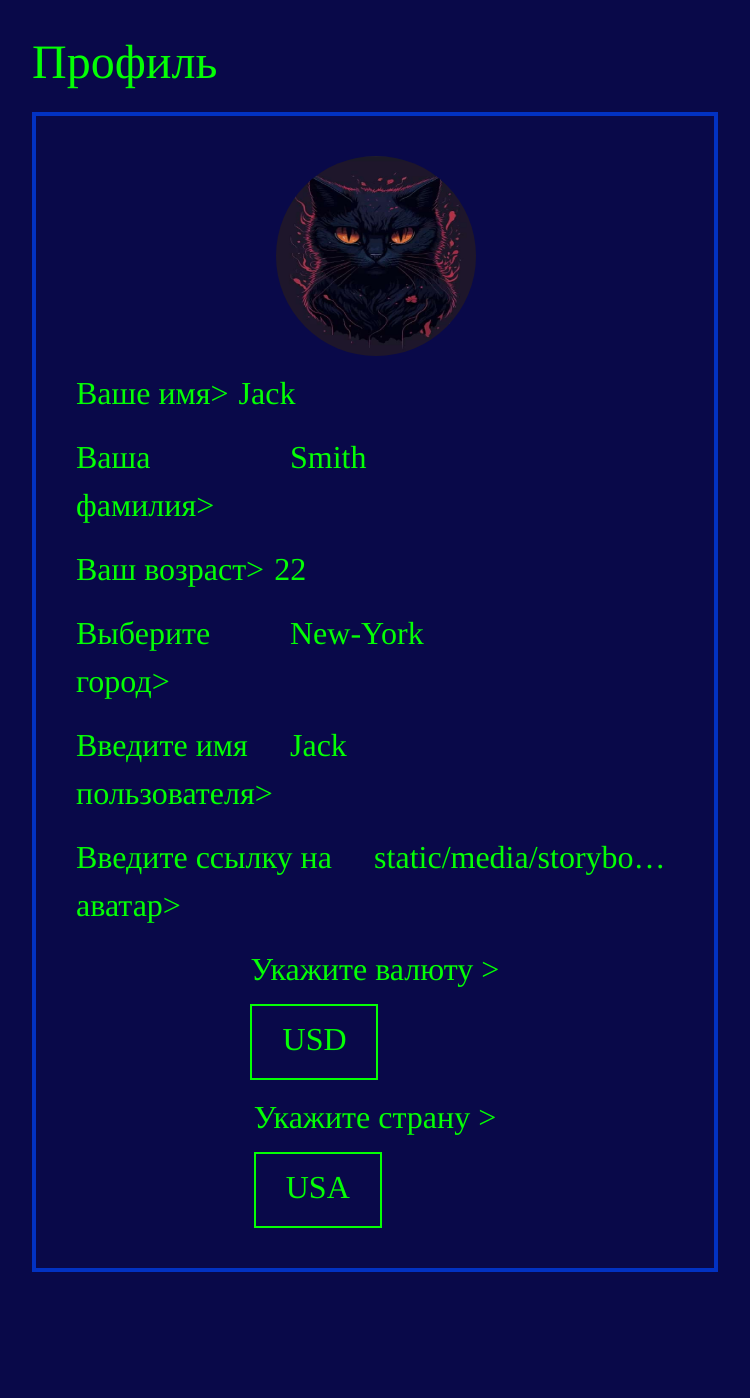 Профиль
Ваше имя> Jack
Ваша Smith
фамилия>
Ваш возраст> 22
Выберите New-York
город>
Введите имя Jack
пользователя>
Введите ссылку на static/media/storybo…
аватар>
Укажите валюту >
USD
Укажите страну >
USA